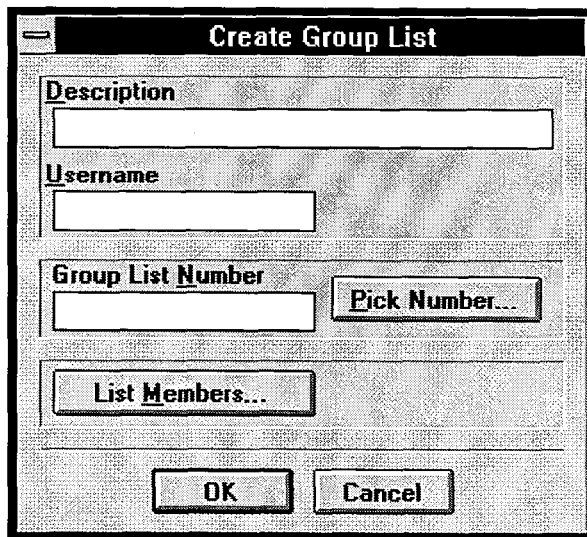 Create Group List
Description
Username
Group List Number
Pick Number...
List Members...
OK Cancel